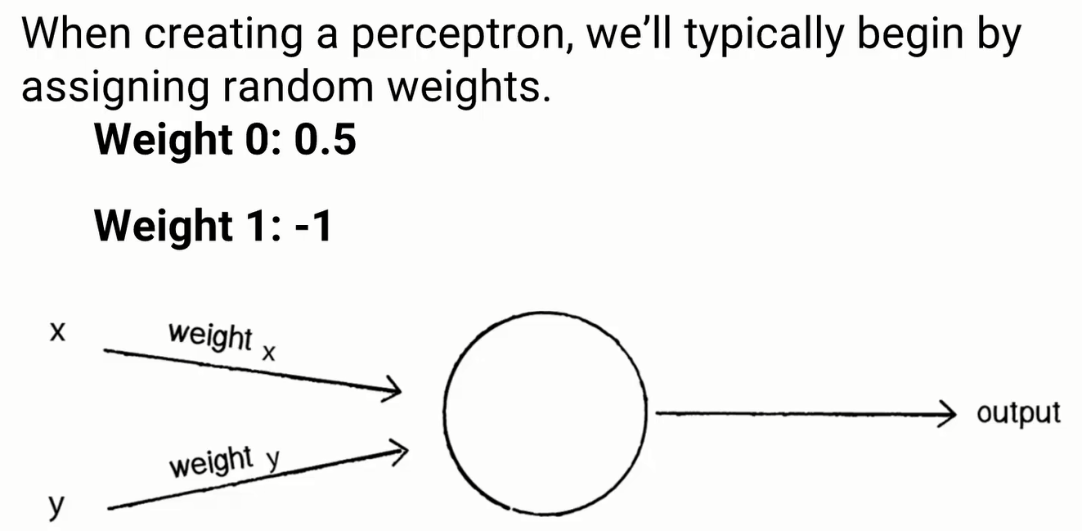 When creating a perceptron, we'll typically begin by
assigning random weights.
Weight 0: 0.5
Weight 1: -1
x
weight x
weight y
y
output